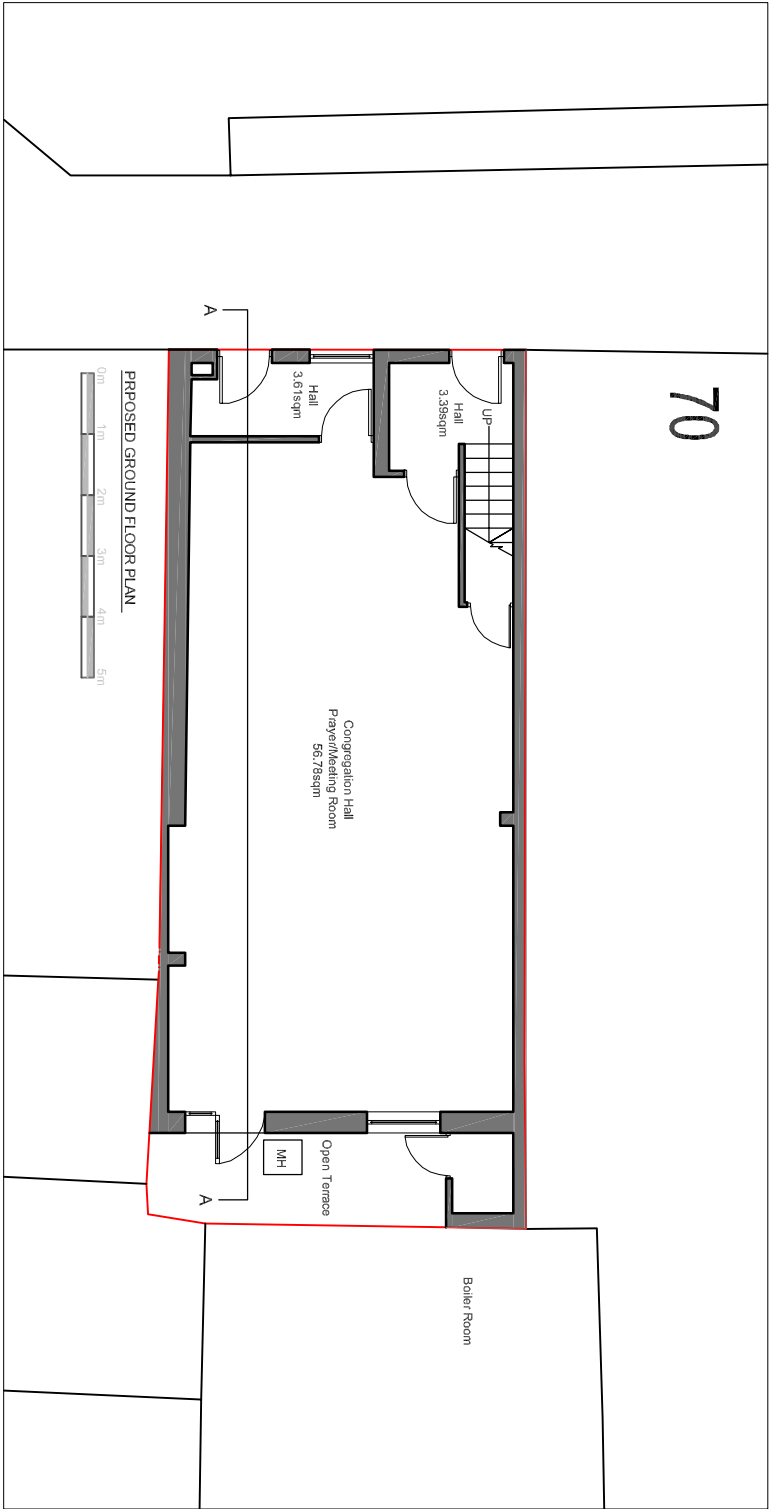 70
UP
Hall
3.39sqm
Hall
3.61sqm
A
Congregation Hall
Prayer/Meeting Room
56.78sqm
Boiler Room
Open Terrace
MH
A
PRPOSED GROUND FLOOR PLAN
0m 1m 2m 3m 4m 5m